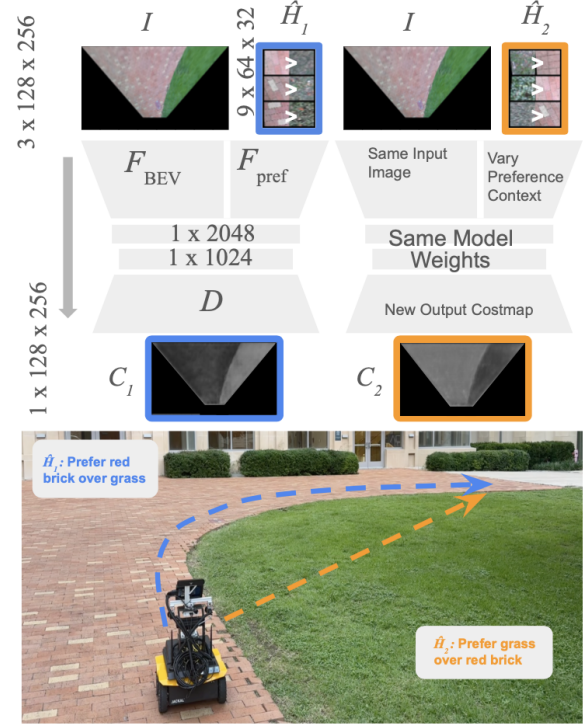 I
Ĥ₁
I
Ĥ₂
3 x 128 x 256
9 x 64 x 32
>
>
>
>
>
>
F BEV
F pref
Same Input
Image
Vary
Preference
Context
1 x 2048
1 x 1024
Same Model
Weights
D
New Output Costmap
1 x 128 x 256
C₁
C₂
Ĥ₁: Prefer red
brick over grass
Ĥ₂: Prefer grass
over red brick